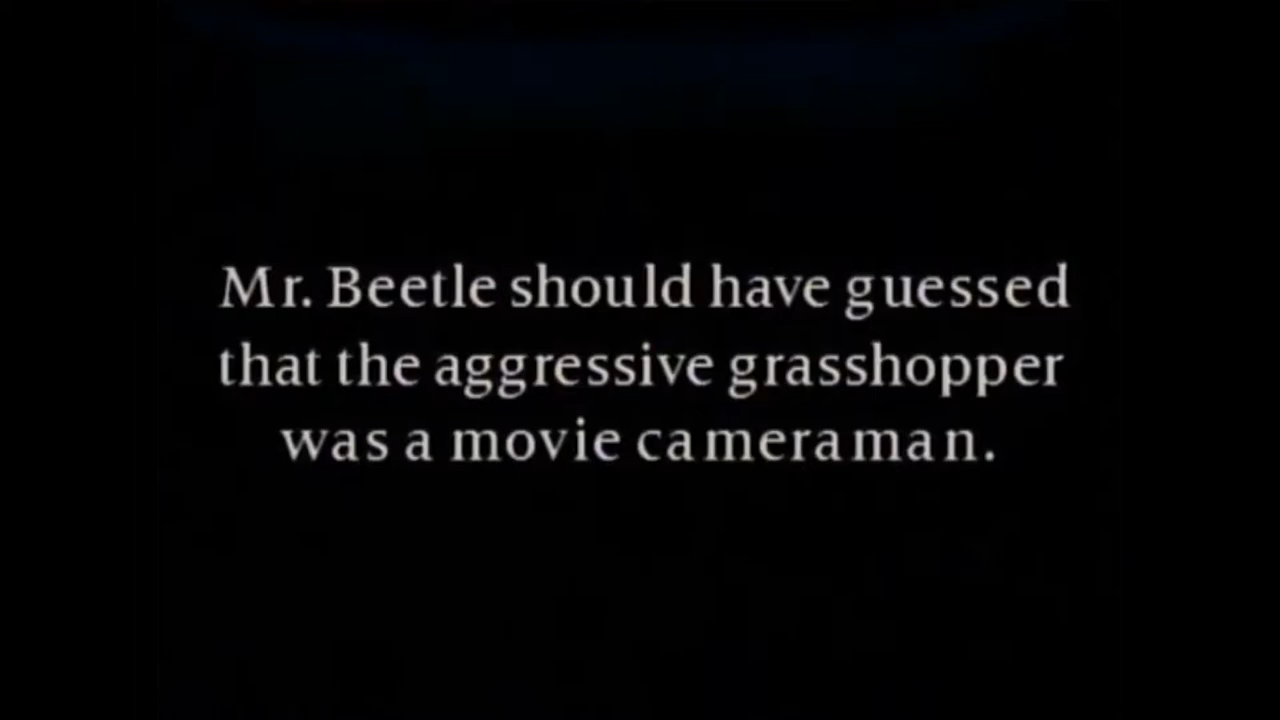 Mr. Beetle should have guessed
that the aggressive grasshopper
was a movie cameraman.